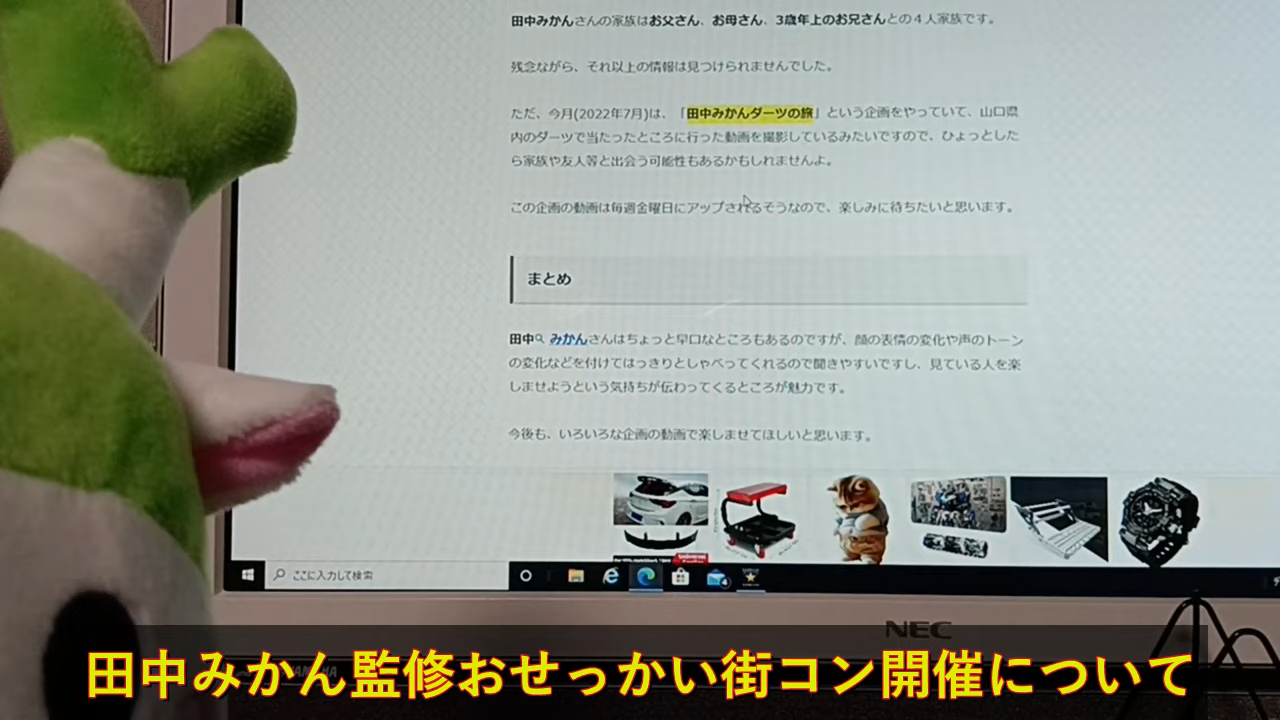 田中みかんさんの家族はお父さん、お母さん、3歳年上のお兄さんとの４人家族です。
残念ながら、それ以上の情報は見つけられませんでした。
ただ、今月(2022年7月)は、「田中みかんダーツの旅」という企画をやっていて、山口県
内のダーツで当たったところに行った動画を撮影しているみたいですので、ひょっとした
ら家族や友人等と出会う可能性もあるかもしれませんよ。
この企画の動画は毎週金曜日にアップされるそうなので、楽しみに待ちたいと思います。
まとめ
田中みかんさんはちょっと早口なところもあるのですが、顔の表情の変化や声のトーン
の変化などを付けてはっきりとしゃべってくれるので聞きやすいですし、見ている人を楽
しませようという気持ちが伝わってくるところが魅力です。
今後も、いろいろな企画の動画で楽しませてほしいと思います。
ここに入力して検索
NEC
田中みかん監修おせっかい街コン開催について